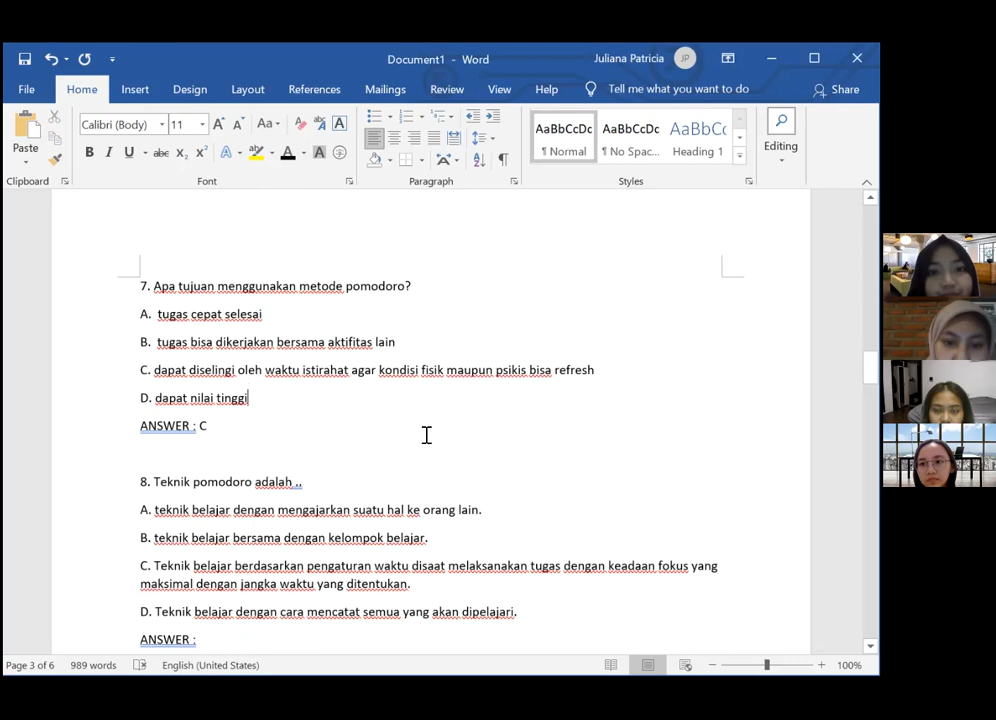 Document1 - Word
Juliana Patricia
JP
File Home Insert Design Layout References Mailings Review View Help Tell me what you want to do Share
Paste
Calibri (Body) 11
Aa
B I U abc X₂ X²
AaBbCcDc AaBbCcDc AaBbCc
¶ Normal ¶ No Spac... Heading 1
Editing
Clipboard Font Paragraph Styles
7. Apa tujuan menggunakan metode pomodoro?
A. tugas cepat selesai
B. tugas bisa dikerjakan bersama aktifitas lain
C. dapat diselingi oleh waktu istirahat agar kondisi fisik maupun psikis bisa refresh
D. dapat nilai tinggi
ANSWER : C
8. Teknik pomodoro adalah ..
A. teknik belajar dengan mengajarkan suatu hal ke orang lain.
B. teknik belajar bersama dengan kelompok belajar.
C. Teknik belajar berdasarkan pengaturan waktu disaat melaksanakan tugas dengan keadaan fokus yang
maksimal dengan jangka waktu yang ditentukan.
D. Teknik belajar dengan cara mencatat semua yang akan dipelajari.
ANSWER :
Page 3 of 6 989 words English (United States) 100%